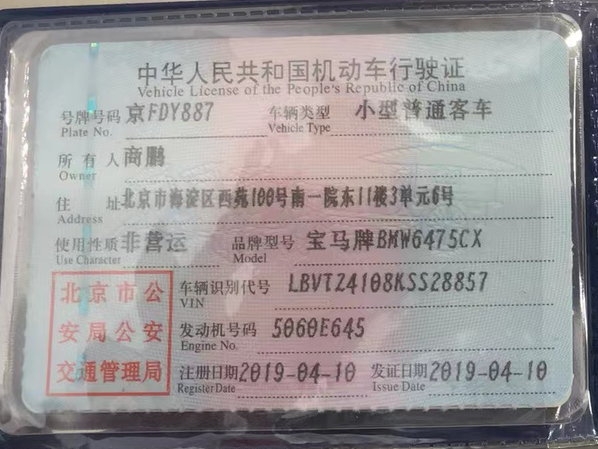 中华人民共和国机动车行驶证
Vehicle License of the People's Republic of China
号牌号码 京FDY887 车辆类型 小型普通客车
Plate No. Vehicle Type
所有人 商鹏
Owner
住址 北京市海淀区西苑100号南一院东11楼3单元6号
Address
使用性质 非营运 品牌型号 宝马牌BMW6475CX
Use Character Model
北京市公安局公安交通管理局
车辆识别代号 LBVTZ4108KSS28857
VIN
发动机号码 5060E645
Engine No.
注册日期 2019-04-10 发证日期 2019-04-10
Register Date Issue Date